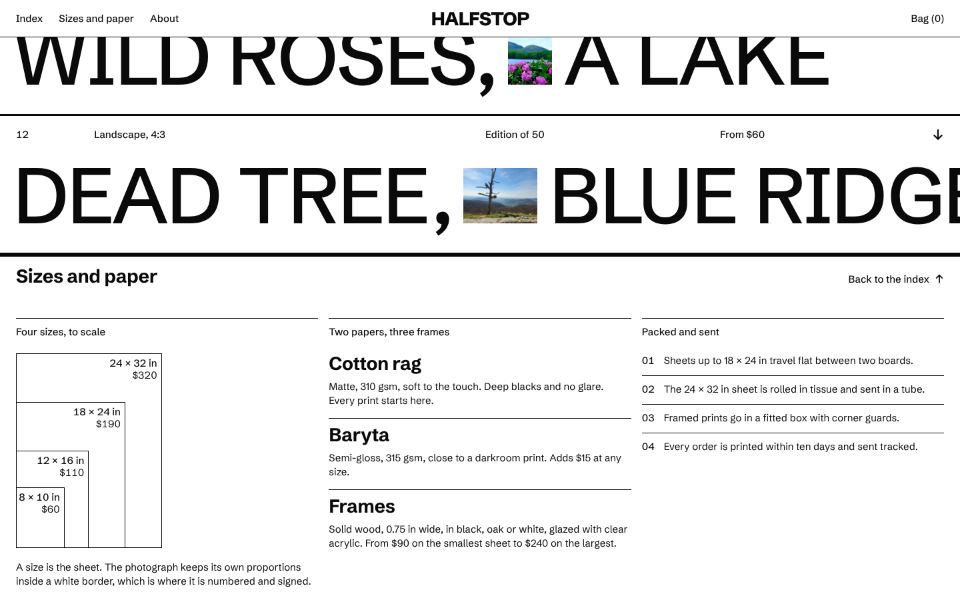 Index Sizes and paper About HALFSTOP Bag (0)
WILD ROSES, A LAKE
12 Landscape, 4:3 Edition of 50 From $60 ↓
DEAD TREE, BLUE RIDGE
Sizes and paper
Back to the index ↑
Four sizes, to scale
24 × 32 in
$320
18 × 24 in
$190
12 × 16 in
$110
8 × 10 in
$60
A size is the sheet. The photograph keeps its own proportions
inside a white border, which is where it is numbered and signed.
Two papers, three frames
Cotton rag
Matte, 310 gsm, soft to the touch. Deep blacks and no glare.
Every print starts here.
Baryta
Semi-gloss, 315 gsm, close to a darkroom print. Adds $15 at any
size.
Frames
Solid wood, 0.75 in wide, in black, oak or white, glazed with clear
acrylic. From $90 on the smallest sheet to $240 on the largest.
Packed and sent
01 Sheets up to 18 × 24 in travel flat between two boards.
02 The 24 × 32 in sheet is rolled in tissue and sent in a tube.
03 Framed prints go in a fitted box with corner guards.
04 Every order is printed within ten days and sent tracked.